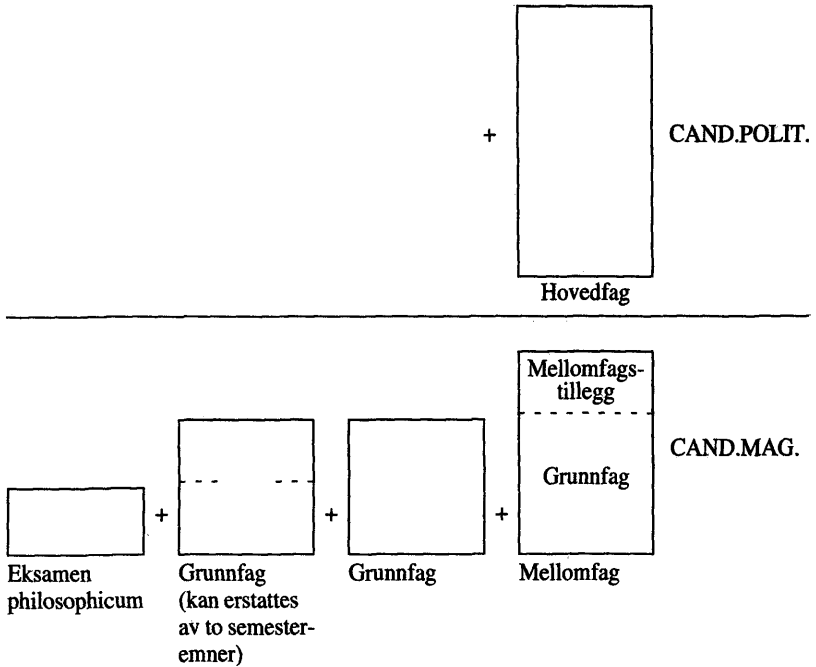 +
CAND.POLIT.
Hovedfag
Mellomfags-
tillegg
Grunnfag
CAND.MAG.
+
+
+
Eksamen
philosophicum
Grunnfag
(kan erstattes
av to semester-
emner)
Grunnfag
Mellomfag